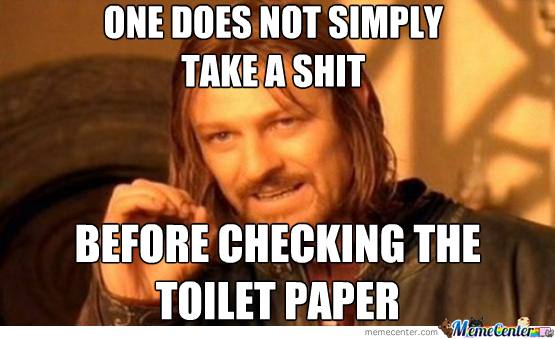 ONE DOES NOT SIMPLY
TAKE A SHIT
BEFORE CHECKING THE
TOILET PAPER
memecenter.com MemeCenter